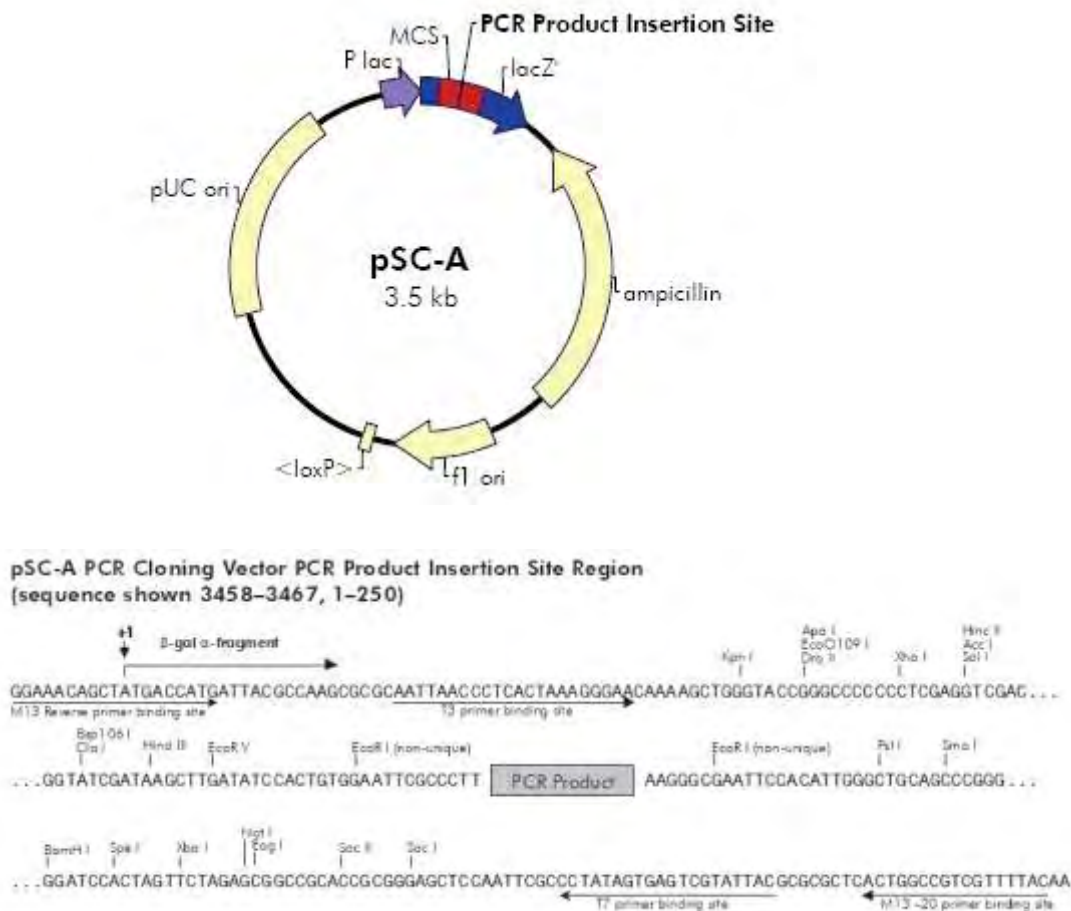 PCR Product Insertion Site
MCS
P lac
lacZ'
pUC ori
pSC-A
3.5 kb
ampicillin
<loxP>
f1 ori
pSC-A PCR Cloning Vector PCR Product Insertion Site Region
(sequence shown 3458–3467, 1–250)
+1
β-gal α-fragment
Apa I
EcoO109 I
Dra II
Hinc II
Acc I
Sal I
Kpn I
Xho I
GGAAACAGCTATGACCATGATTACGCCAAGCGCGCAATTAACCCTCACTAAAGGGAACAAAAGCTGGGTACCGGGCCCCCCCTCGAGGTCGAC...
M13 Reverse primer binding site
T3 primer binding site
Bsp106 I
Cla I
Hind III
EcoR V
EcoR I (non-unique)
EcoR I (non-unique)
Pst I
Sma I
...GGTATCGATAAGCTTGATATCCACTGTGGAATTCGCCCTT
PCR Product
AAGGGCGAATTCCACATTGGGCTGCAGCCCGGG...
BamH I
Spe I
Xba I
Not I
Eag I
Sac II
Sac I
...GGATCCACTAGTTCTAGAGCGGCCGCACCGCGGGAGCTCCAATTCGCCCTATAGTGAGTCGTATTACGCGCGCTCACTGGCCGTCGTTTTACAA
T7 primer binding site
M13 -20 primer binding site